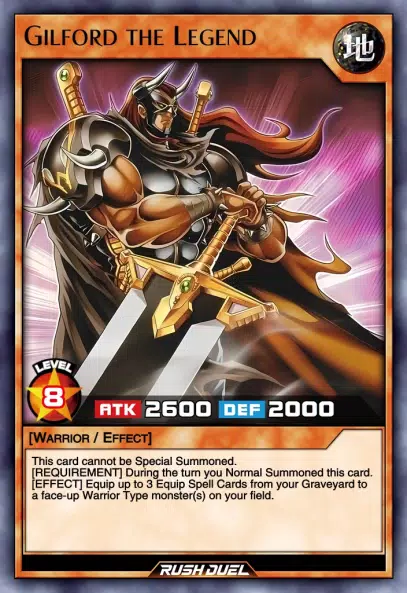 Gilford the Legend
地
LEVEL
8
ATK 2600 DEF 2000
[Warrior / Effect]
This card cannot be Special Summoned.
[REQUIREMENT] During the turn you Normal Summoned this card.
[EFFECT] Equip up to 3 Equip Spell Cards from your Graveyard to
a face-up Warrior Type monster(s) on your field.
RUSH DUEL